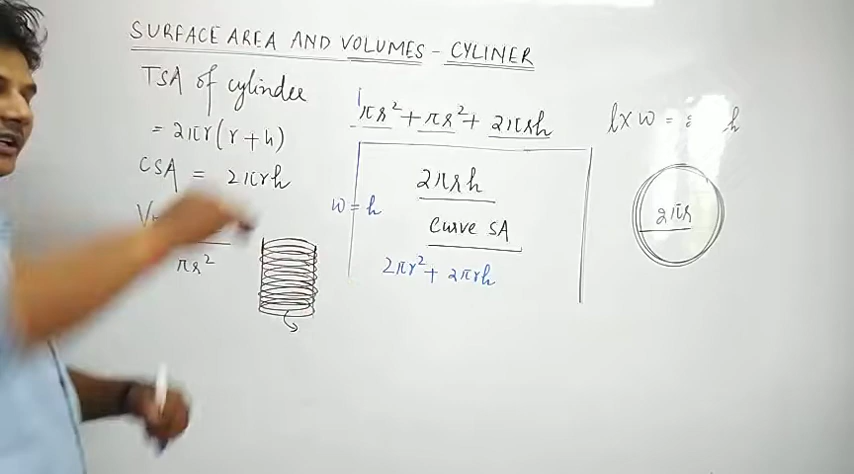 SURFACE AREA AND VOLUMES - CYLINER
TSA of cylinder
= 2πr(r+h)
CSA = 2πrh
πr²
πr² + πr² + 2πrh
w = h
2πrh
Curve SA
2πr² + 2πrh
l x w = h
2πr